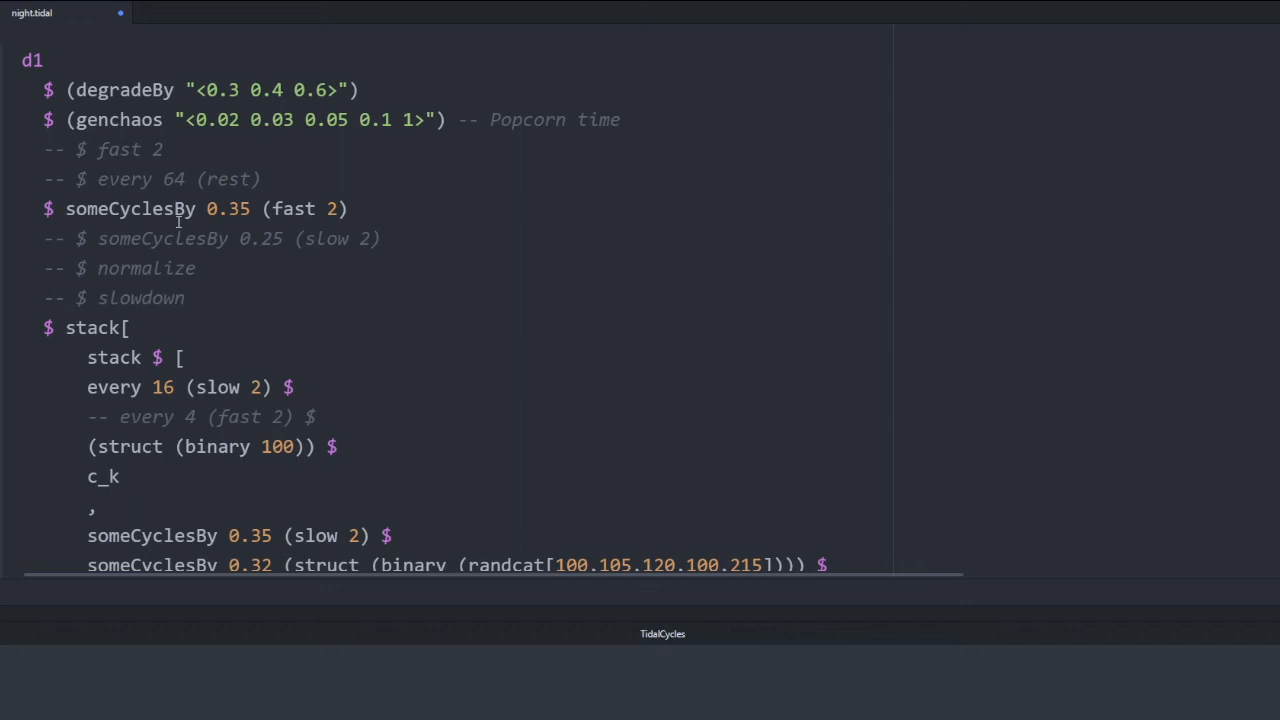 night.tidal
d1
$ (degradeBy "<0.3 0.4 0.6>")
$ (genchaos "<0.02 0.03 0.05 0.1 1>") -- Popcorn time
-- $ fast 2
-- $ every 64 (rest)
$ someCyclesBy 0.35 (fast 2)
-- $ someCyclesBy 0.25 (slow 2)
-- $ normalize
-- $ slowdown
$ stack[
stack $ [
every 16 (slow 2) $
-- every 4 (fast 2) $
(struct (binary 100)) $
c_k
,
someCyclesBy 0.35 (slow 2) $
someCyclesBy 0.32 (struct (binary (randcat[100,105,120,100,215]))) $
TidalCycles